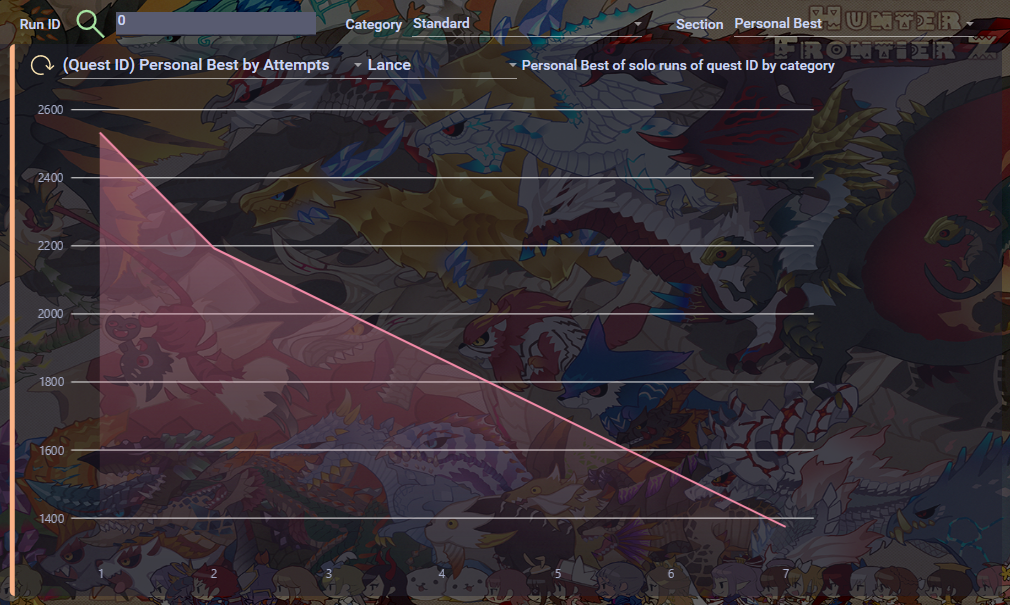 Run ID 0 Category Standard Section Personal Best
HUNTER
FRONTIER Z
(Quest ID) Personal Best by Attempts Lance Personal Best of solo runs of quest ID by category
2600
2400
2200
2000
1800
1600
1400
1 2 3 4 5 6 7